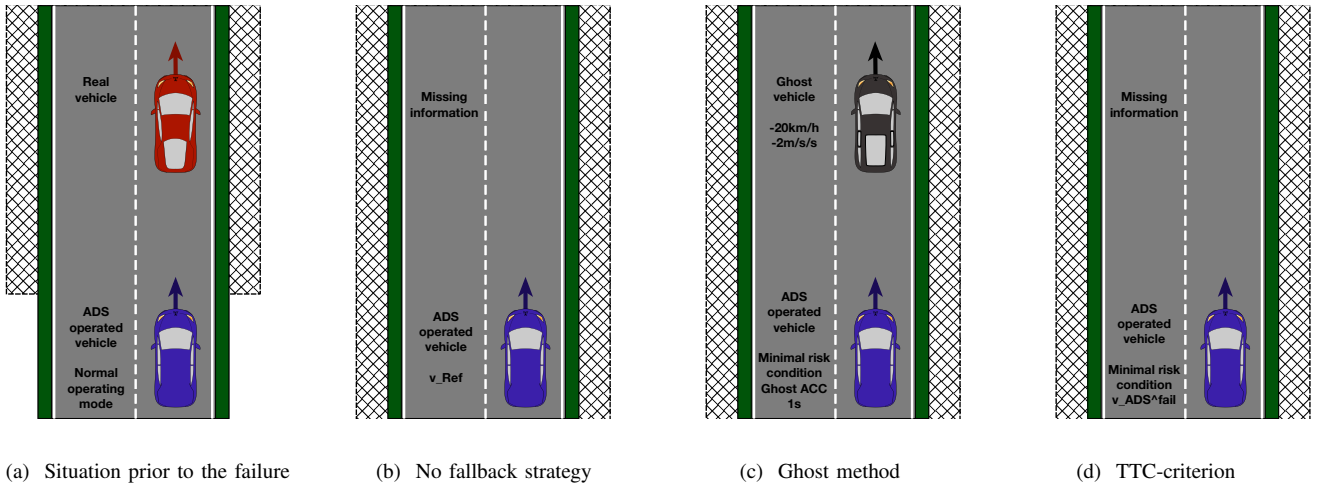 Real
vehicle
ADS
operated
vehicle
Normal
operating
mode
(a) Situation prior to the failure
Missing
information
ADS
operated
vehicle
v_Ref
(b) No fallback strategy
Ghost
vehicle
-20km/h
-2m/s/s
ADS
operated
vehicle
Minimal risk
condition
Ghost ACC
1s
(c) Ghost method
Missing
information
ADS
operated
vehicle
Minimal risk
condition
v_ADS^fail
(d) TTC-criterion